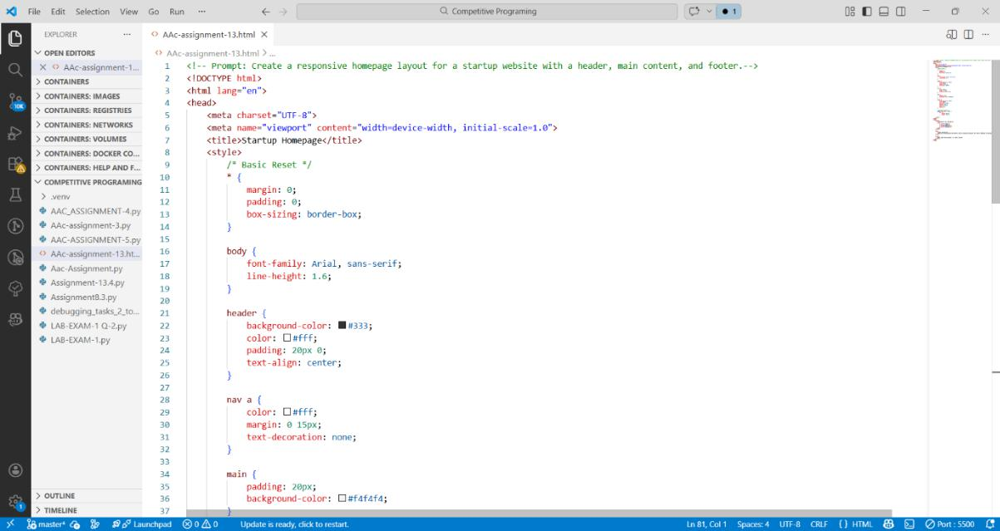 File Edit Selection View Go Run ··· Competitive Programing 1
EXPLORER ···
OPEN EDITORS
AAc-assignment-1...
CONTAINERS
CONTAINERS: IMAGES
CONTAINERS: REGISTRIES
CONTAINERS: NETWORKS
CONTAINERS: VOLUMES
CONTAINERS: DOCKER CO...
CONTAINERS: HELP AND F...
COMPETITIVE PROGRAMING
.venv
AAC_ASSIGNMENT-4.py
AAc-assignment-3.py
AAC-ASSIGNMENT-5.py
AAc-assignment-13.ht...
Aac-Assignment.py
Assignment-13.4.py
Assignment8.3.py
debugging_tasks_2_to...
LAB-EXAM-1 Q-2.py
LAB-EXAM-1.py
OUTLINE
TIMELINE
10K
1
AAc-assignment-13.html
AAc-assignment-13.html > ...
1 <!-- Prompt: Create a responsive homepage layout for a startup website with a header, main content, and footer.-->
2 <!DOCTYPE html>
3 <html lang="en">
4 <head>
5 <meta charset="UTF-8">
6 <meta name="viewport" content="width=device-width, initial-scale=1.0">
7 <title>Startup Homepage</title>
8 <style>
9 /* Basic Reset */
10 * {
11 margin: 0;
12 padding: 0;
13 box-sizing: border-box;
14 }
15
16 body {
17 font-family: Arial, sans-serif;
18 line-height: 1.6;
19 }
20
21 header {
22 background-color: #333;
23 color: #fff;
24 padding: 20px 0;
25 text-align: center;
26 }
27
28 nav a {
29 color: #fff;
30 margin: 0 15px;
31 text-decoration: none;
32 }
33
34 main {
35 padding: 20px;
36 background-color: #f4f4f4;
37 }
master* Launchpad 0 0 Update is ready, click to restart. Ln 81, Col 1 Spaces: 4 UTF-8 CRLF { } HTML Port : 5500